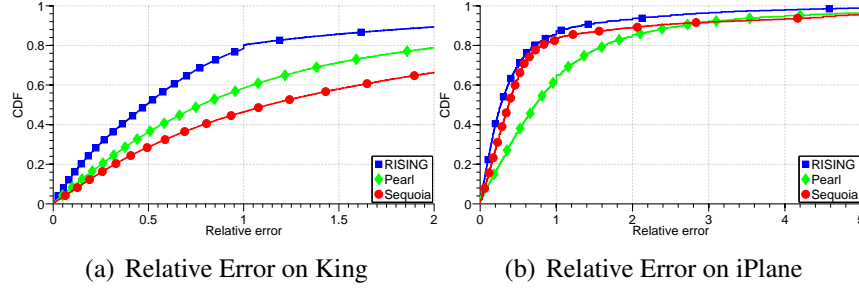 1
0.8
0.6
0.4
0.2
0
CDF
0 0.5 1 1.5 2
Relative error
RISING
Pearl
Sequoia
(a) Relative Error on King
1
0.8
0.6
0.4
0.2
0
CDF
0 1 2 3 4 5
Relative error
RISING
Pearl
Sequoia
(b) Relative Error on iPlane